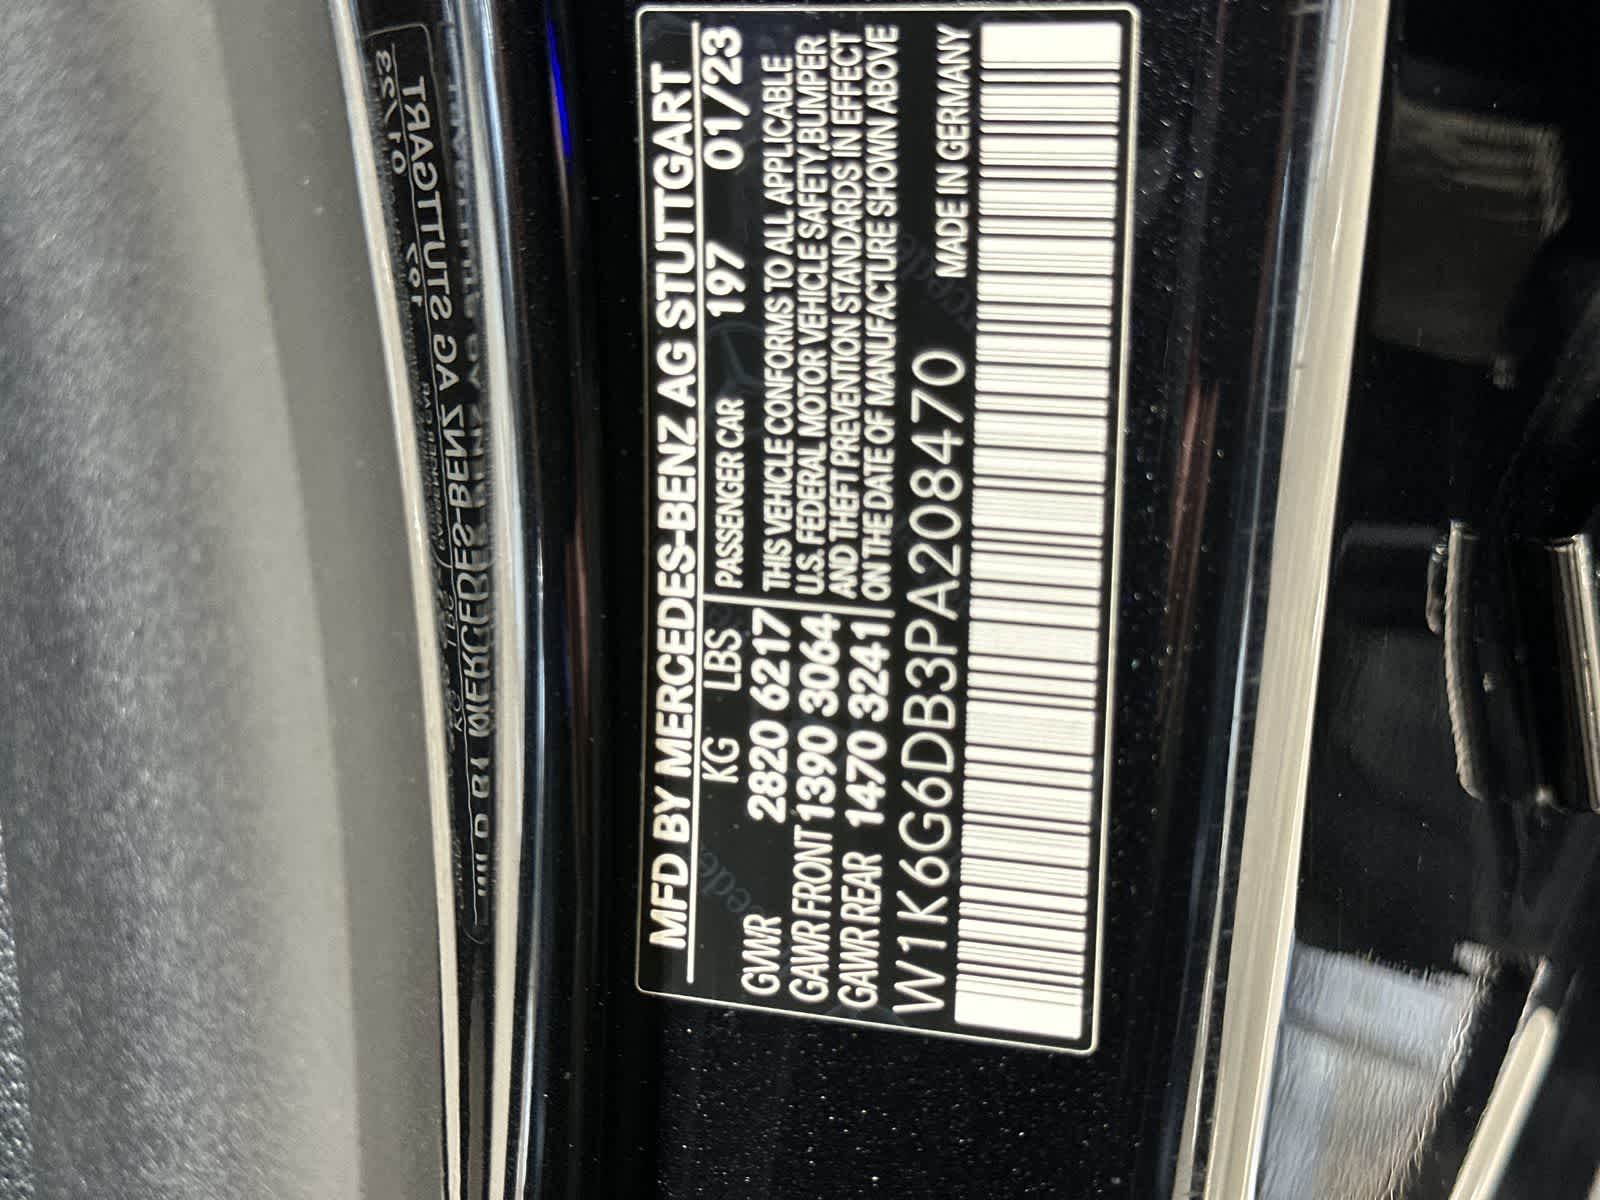 MFD BY MERCEDES-BENZ AG STUTTGART
KG LBS
PASSENGER CAR 197 01/23
GVWR 2820 6217
GAWR FRONT 1390 3064
GAWR REAR 1470 3241
THIS VEHICLE CONFORMS TO ALL APPLICABLE
U.S. FEDERAL MOTOR VEHICLE SAFETY,BUMPER
AND THEFT PREVENTION STANDARDS IN EFFECT
ON THE DATE OF MANUFACTURE SHOWN ABOVE
W1K6G6DB3PA208470 MADE IN GERMANY